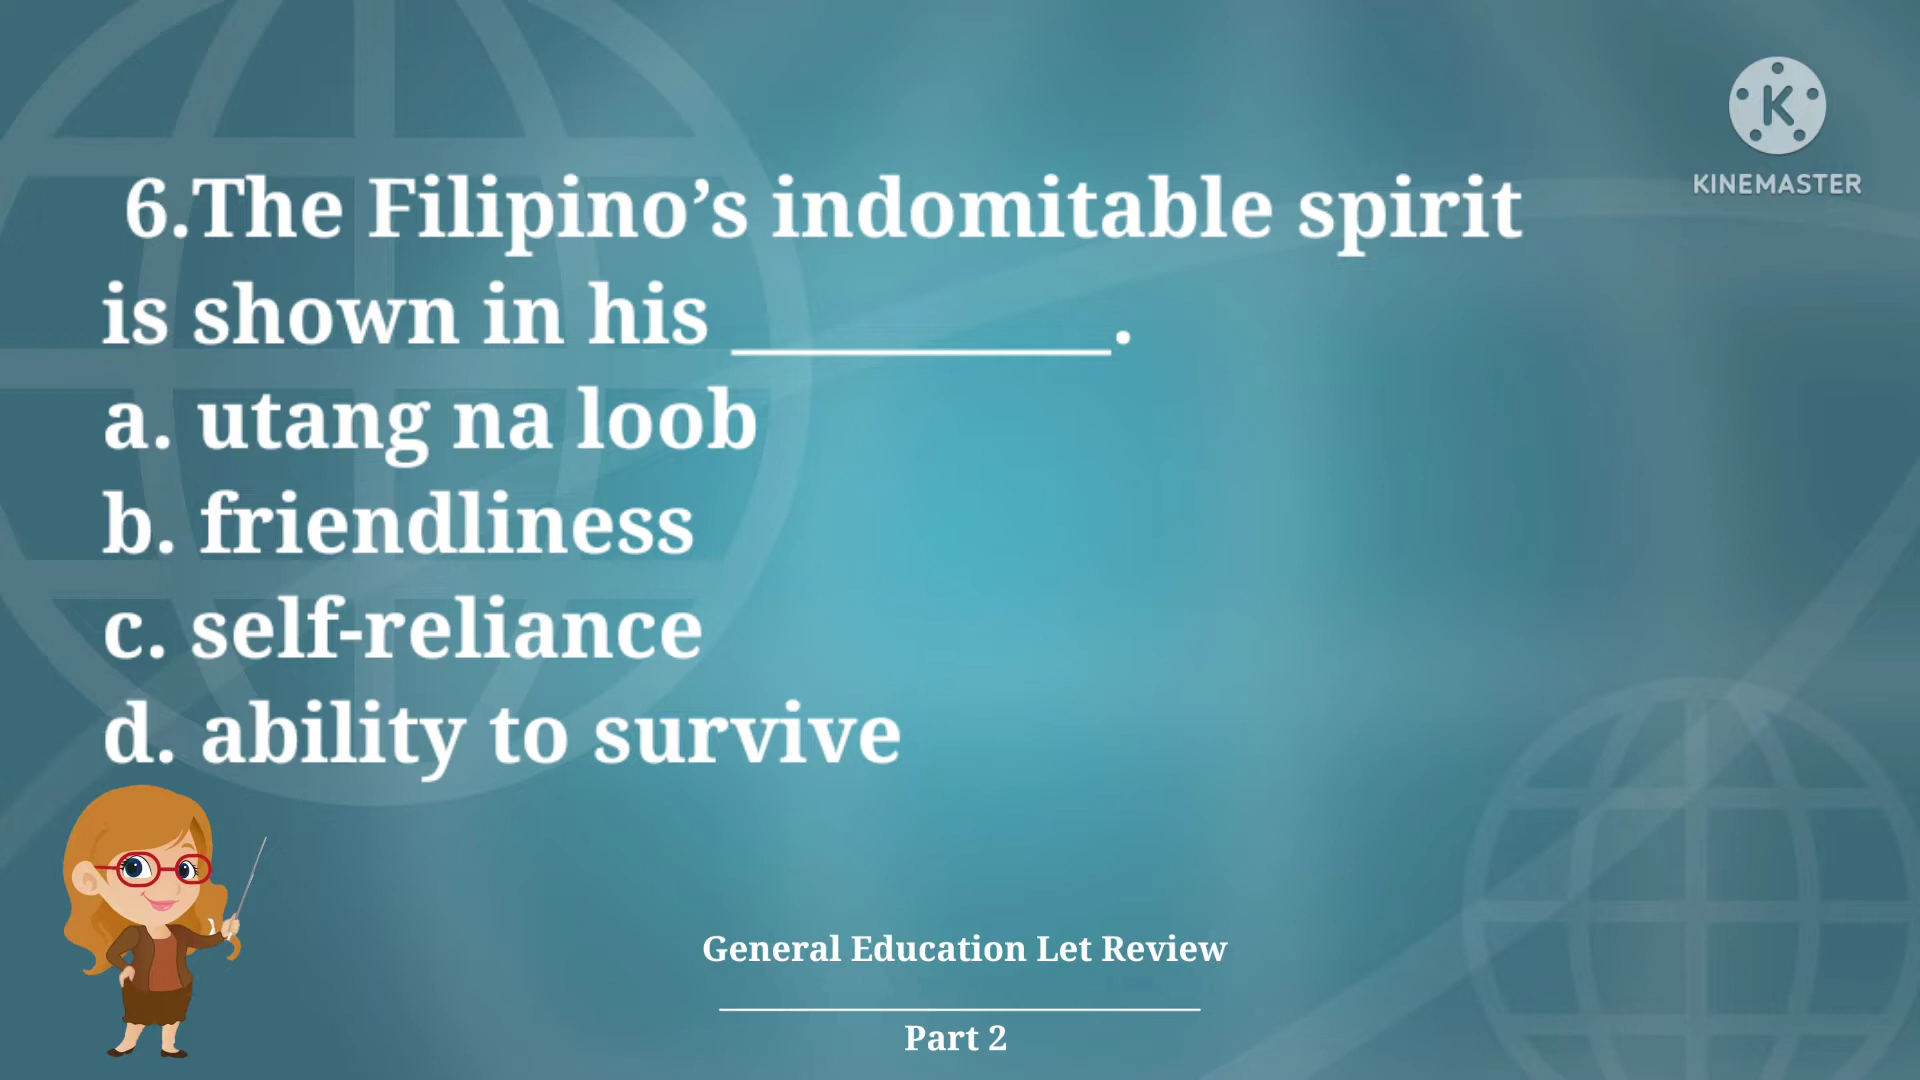 K
KINEMASTER
6.The Filipino’s indomitable spirit
is shown in his __________.
a. utang na loob
b. friendliness
c. self-reliance
d. ability to survive
General Education Let Review
Part 2